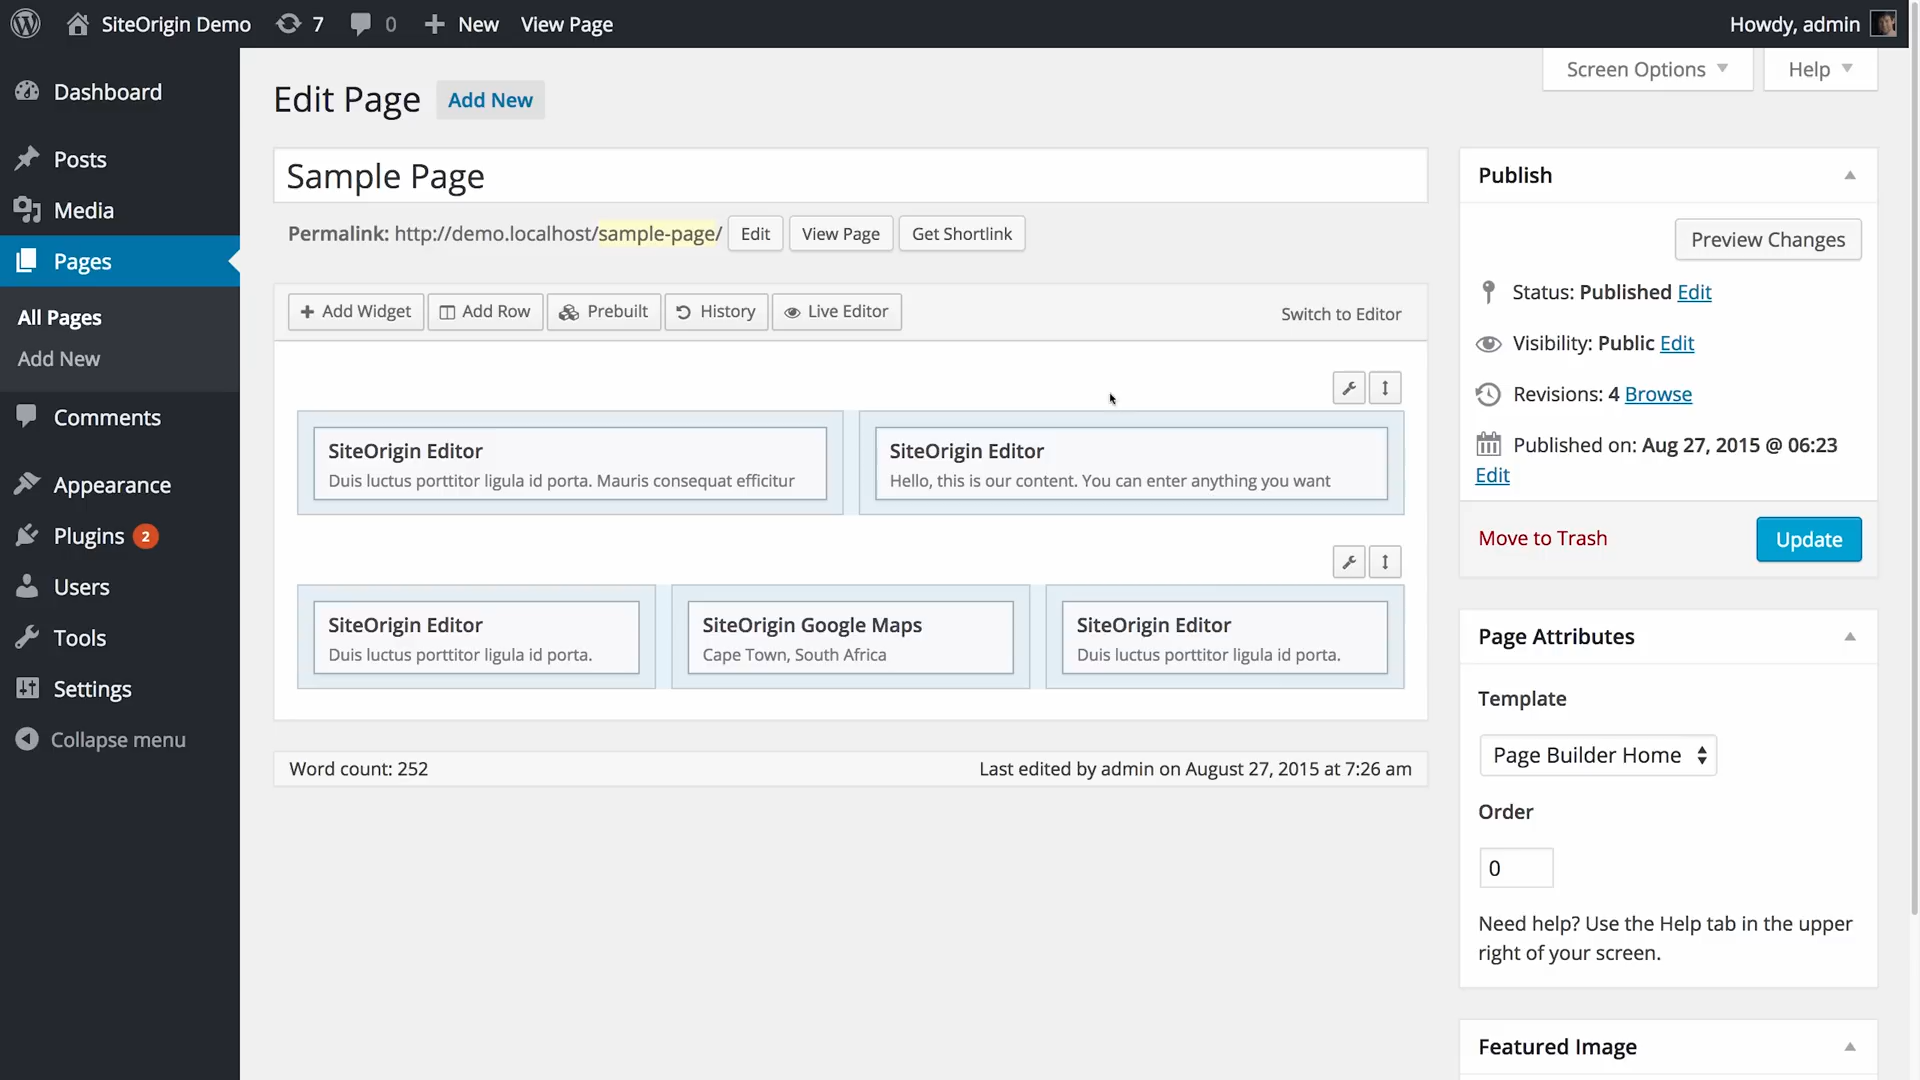 SiteOrigin Demo 7 0 New View Page Howdy, admin
Screen Options Help
Dashboard
Posts
Media
Pages
All Pages
Add New
Comments
Appearance
Plugins 2
Users
Tools
Settings
Collapse menu
Edit Page Add New
Sample Page
Permalink: http://demo.localhost/sample-page/ Edit View Page Get Shortlink
Add Widget Add Row Prebuilt History Live Editor Switch to Editor
SiteOrigin Editor
Duis luctus porttitor ligula id porta. Mauris consequat efficitur
SiteOrigin Editor
Hello, this is our content. You can enter anything you want
SiteOrigin Editor
Duis luctus porttitor ligula id porta.
SiteOrigin Google Maps
Cape Town, South Africa
SiteOrigin Editor
Duis luctus porttitor ligula id porta.
Word count: 252 Last edited by admin on August 27, 2015 at 7:26 am
Publish
Preview Changes
Status: Published Edit
Visibility: Public Edit
Revisions: 4 Browse
Published on: Aug 27, 2015 @ 06:23
Edit
Move to Trash Update
Page Attributes
Template
Page Builder Home
Order
0
Need help? Use the Help tab in the upper
right of your screen.
Featured Image